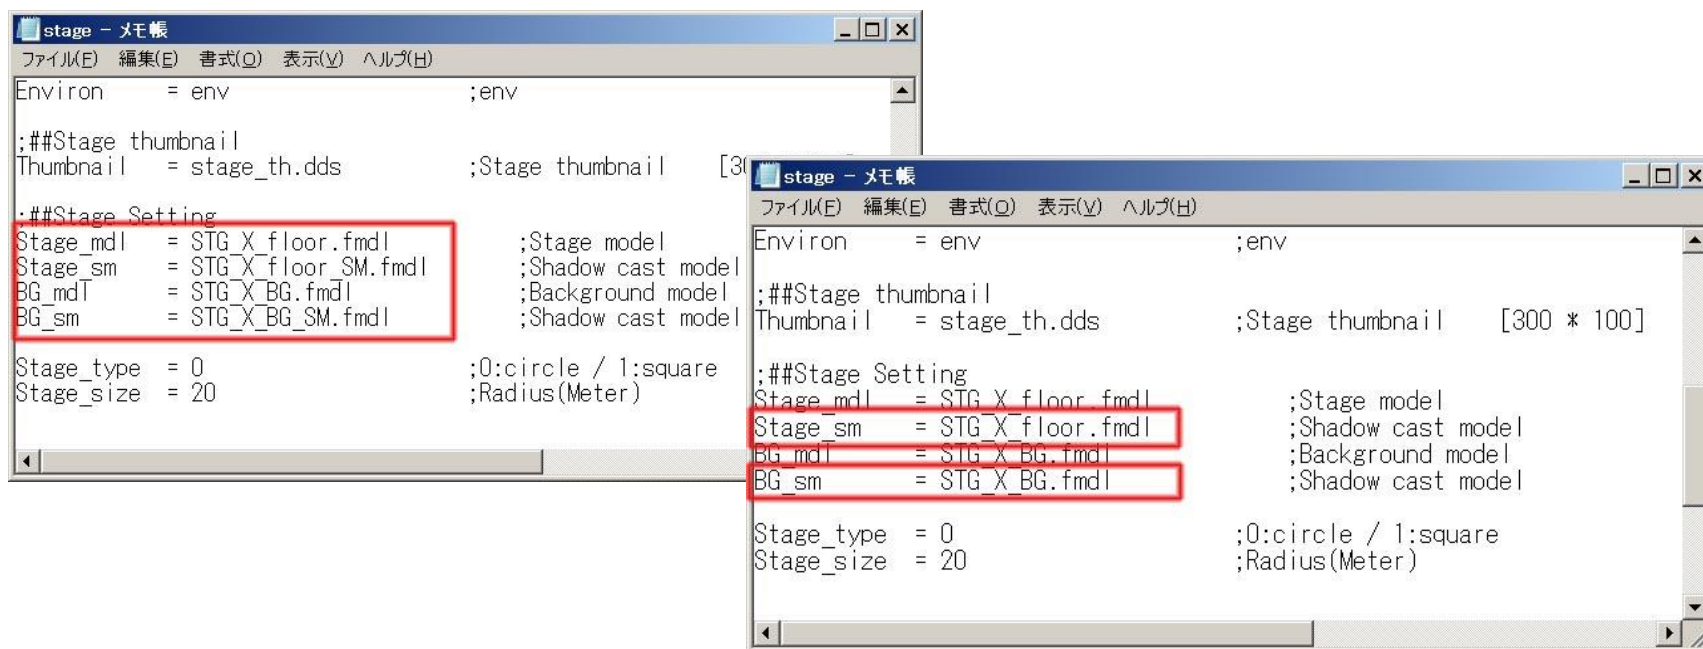 stage - メモ帳
ファイル(F) 編集(E) 書式(O) 表示(V) ヘルプ(H)
Environ = env ;env
;##Stage thumbnail
Thumbnail = stage_th.dds ;Stage thumbnail [30
;##Stage Setting
Stage_mdl = STG_X_floor.fmdl ;Stage model
Stage_sm = STG_X_floor_SM.fmdl ;Shadow cast model
BG_mdl = STG_X_BG.fmdl ;Background model
BG_sm = STG_X_BG_SM.fmdl ;Shadow cast model
Stage_type = 0 ;0:circle / 1:square
Stage_size = 20 ;Radius(Meter)
stage - メモ帳
ファイル(F) 編集(E) 書式(O) 表示(V) ヘルプ(H)
Environ = env ;env
;##Stage thumbnail
Thumbnail = stage_th.dds ;Stage thumbnail [300 * 100]
;##Stage Setting
Stage_mdl = STG_X_floor.fmdl ;Stage model
Stage_sm = STG_X_floor.fmdl ;Shadow cast model
BG_mdl = STG_X_BG.fmdl ;Background model
BG_sm = STG_X_BG.fmdl ;Shadow cast model
Stage_type = 0 ;0:circle / 1:square
Stage_size = 20 ;Radius(Meter)